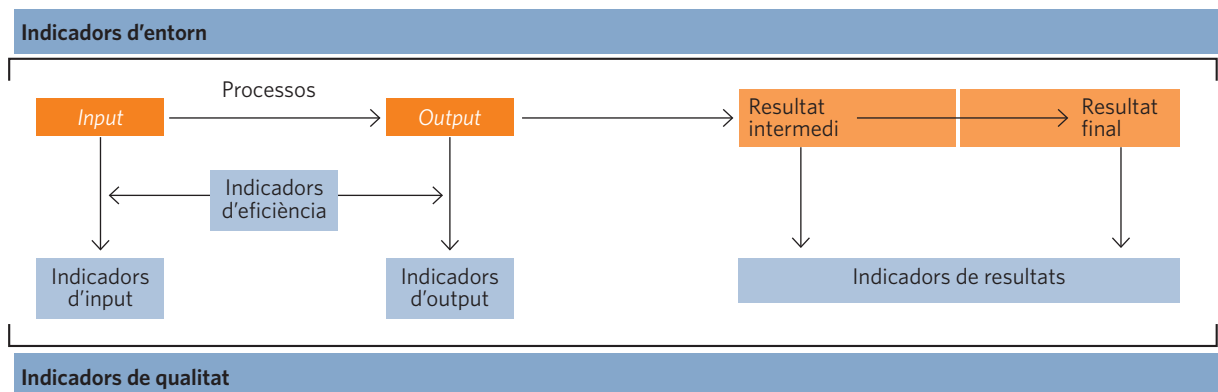 Indicadors d'entorn
Processos
Input
Output
Resultat
intermedi
Resultat
final
Indicadors
d'eficiència
Indicadors
d'input
Indicadors
d'output
Indicadors de resultats
Indicadors de qualitat